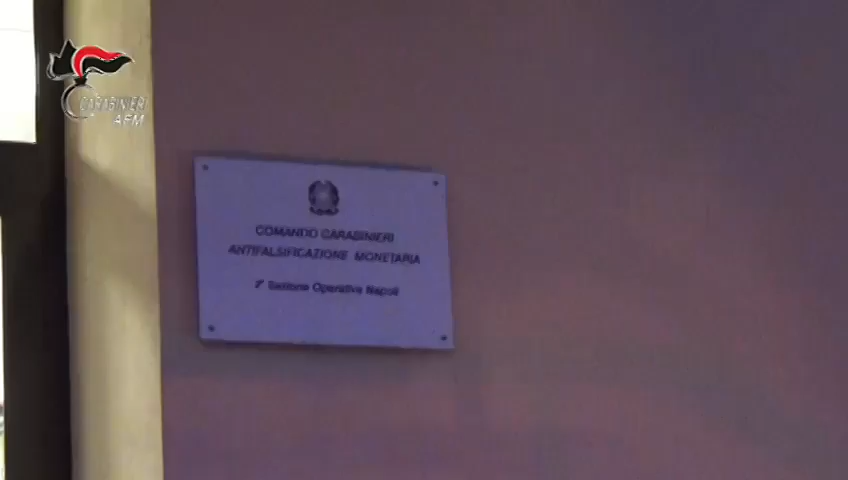 CARABINIERI
AFM
COMANDO CARABINIERI
ANTIFALSIFICAZIONE MONETARIA
2ª Sezione Operativa Napoli